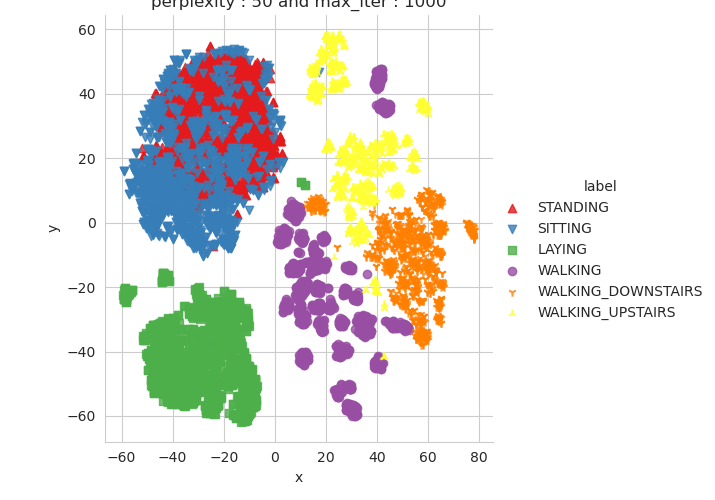 perplexity : 50 and max_iter : 1000
60
40
20
0
−20
−40
−60
y
−60 −40 −20 0 20 40 60 80
x
label
STANDING
SITTING
LAYING
WALKING
WALKING_DOWNSTAIRS
WALKING_UPSTAIRS